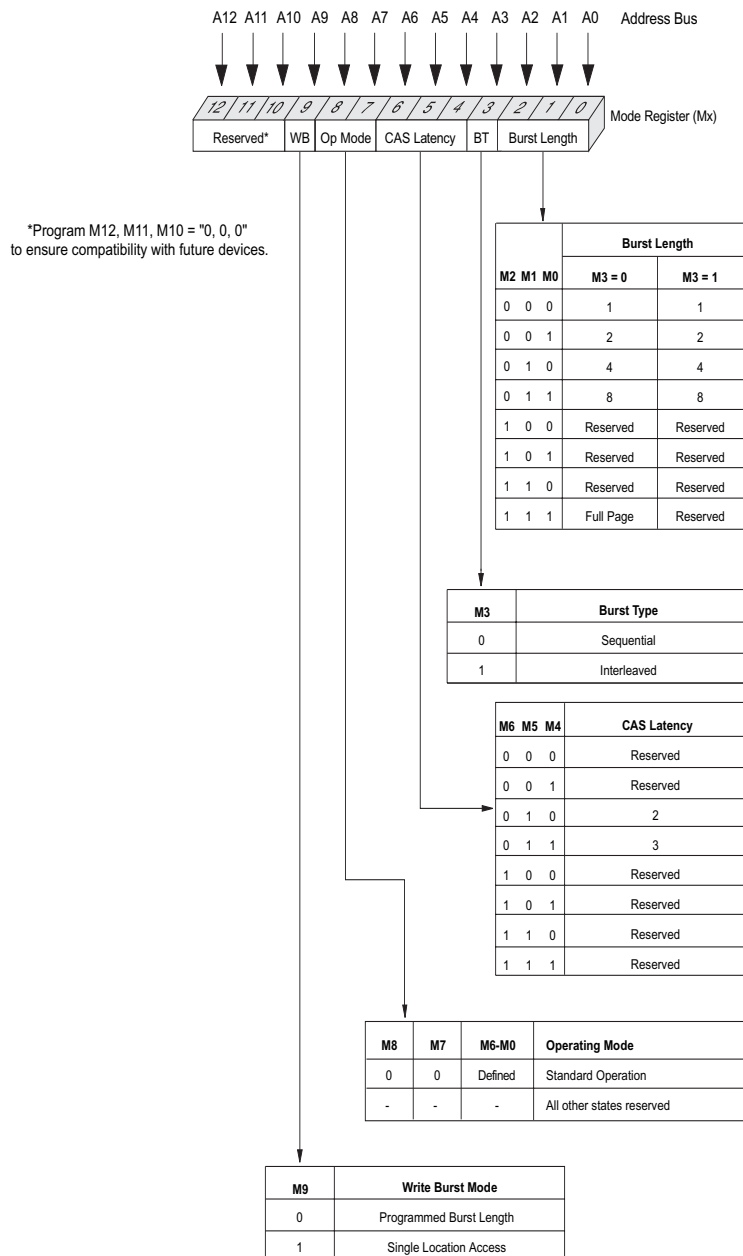 A12 A11 A10 A9 A8 A7 A6 A5 A4 A3 A2 A1 A0 Address Bus
12 11 10 9 8 7 6 5 4 3 2 1 0
Mode Register (Mx)
Reserved* WB Op Mode CAS Latency BT Burst Length
*Program M12, M11, M10 = "0, 0, 0"
to ensure compatibility with future devices.
Burst Length
M2 M1 M0 M3 = 0 M3 = 1
0 0 0 1 1
0 0 1 2 2
0 1 0 4 4
0 1 1 8 8
1 0 0 Reserved Reserved
1 0 1 Reserved Reserved
1 1 0 Reserved Reserved
1 1 1 Full Page Reserved
M3 Burst Type
0 Sequential
1 Interleaved
M6 M5 M4 CAS Latency
0 0 0 Reserved
0 0 1 Reserved
0 1 0 2
0 1 1 3
1 0 0 Reserved
1 0 1 Reserved
1 1 0 Reserved
1 1 1 Reserved
M8 M7 M6-M0 Operating Mode
0 0 Defined Standard Operation
- - - All other states reserved
M9 Write Burst Mode
0 Programmed Burst Length
1 Single Location Access